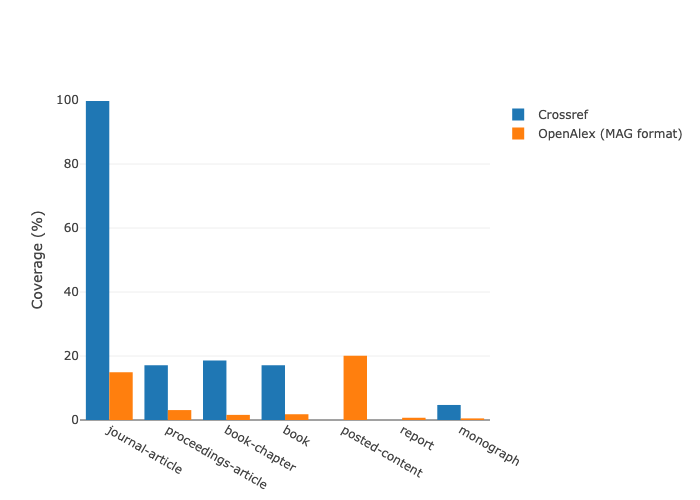 100
80
60
40
20
0
Coverage (%)
journal-article
proceedings-article
book-chapter
book
posted-content
report
monograph
Crossref
OpenAlex (MAG format)